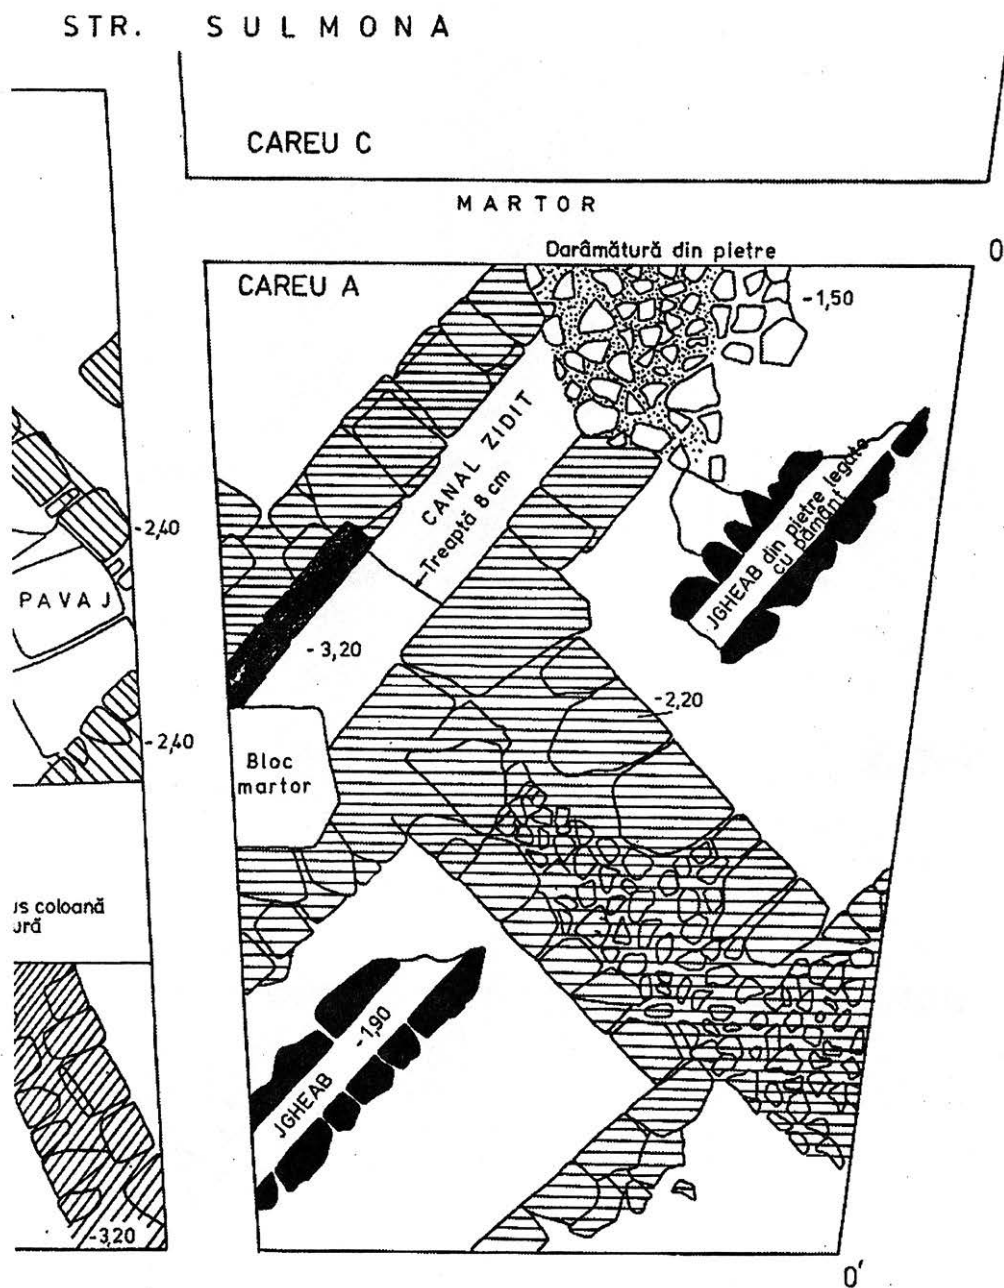 STR. SULMONA
CAREU C
MARTOR
Darâmătură din pietre
O
CAREU A
-1,50
CANAL ZIDIT
Treaptă 8 cm
JGHEAB din pietre legate
cu pământ
-2,40
PAVAJ
-3,20
-2,20
-2,40
Bloc
martor
us coloană
ură
-1,90
JGHEAB
-3,20
O'